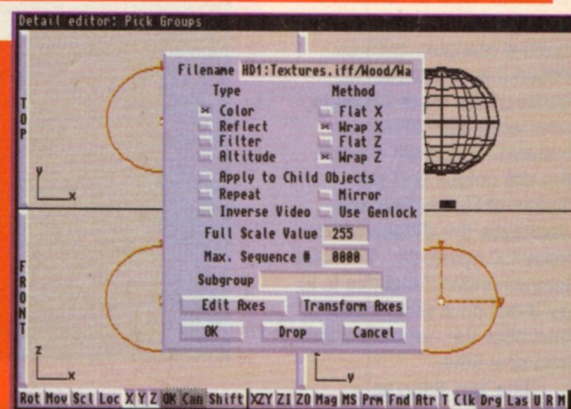 Detail editor: Pick Groups
TOP
y
x
Filename HD1:Textures.iff/Wood/Wa
Type Method
Color Flat X
Reflect Wrap X
Filter Flat Z
Altitude Wrap Z
Apply to Child Objects
Repeat Mirror
Inverse Video Use Genlock
Full Scale Value 255
Max. Sequence # 0000
Subgroup
Edit Axes Transform Axes
OK Drop Cancel
FRONT
z
x
z
y
y
Rot Mov Scl Loc X Y Z OK Can Shift XZY ZI ZO Mag MS Prm Fnd Atr T Clk Drg Las U R M